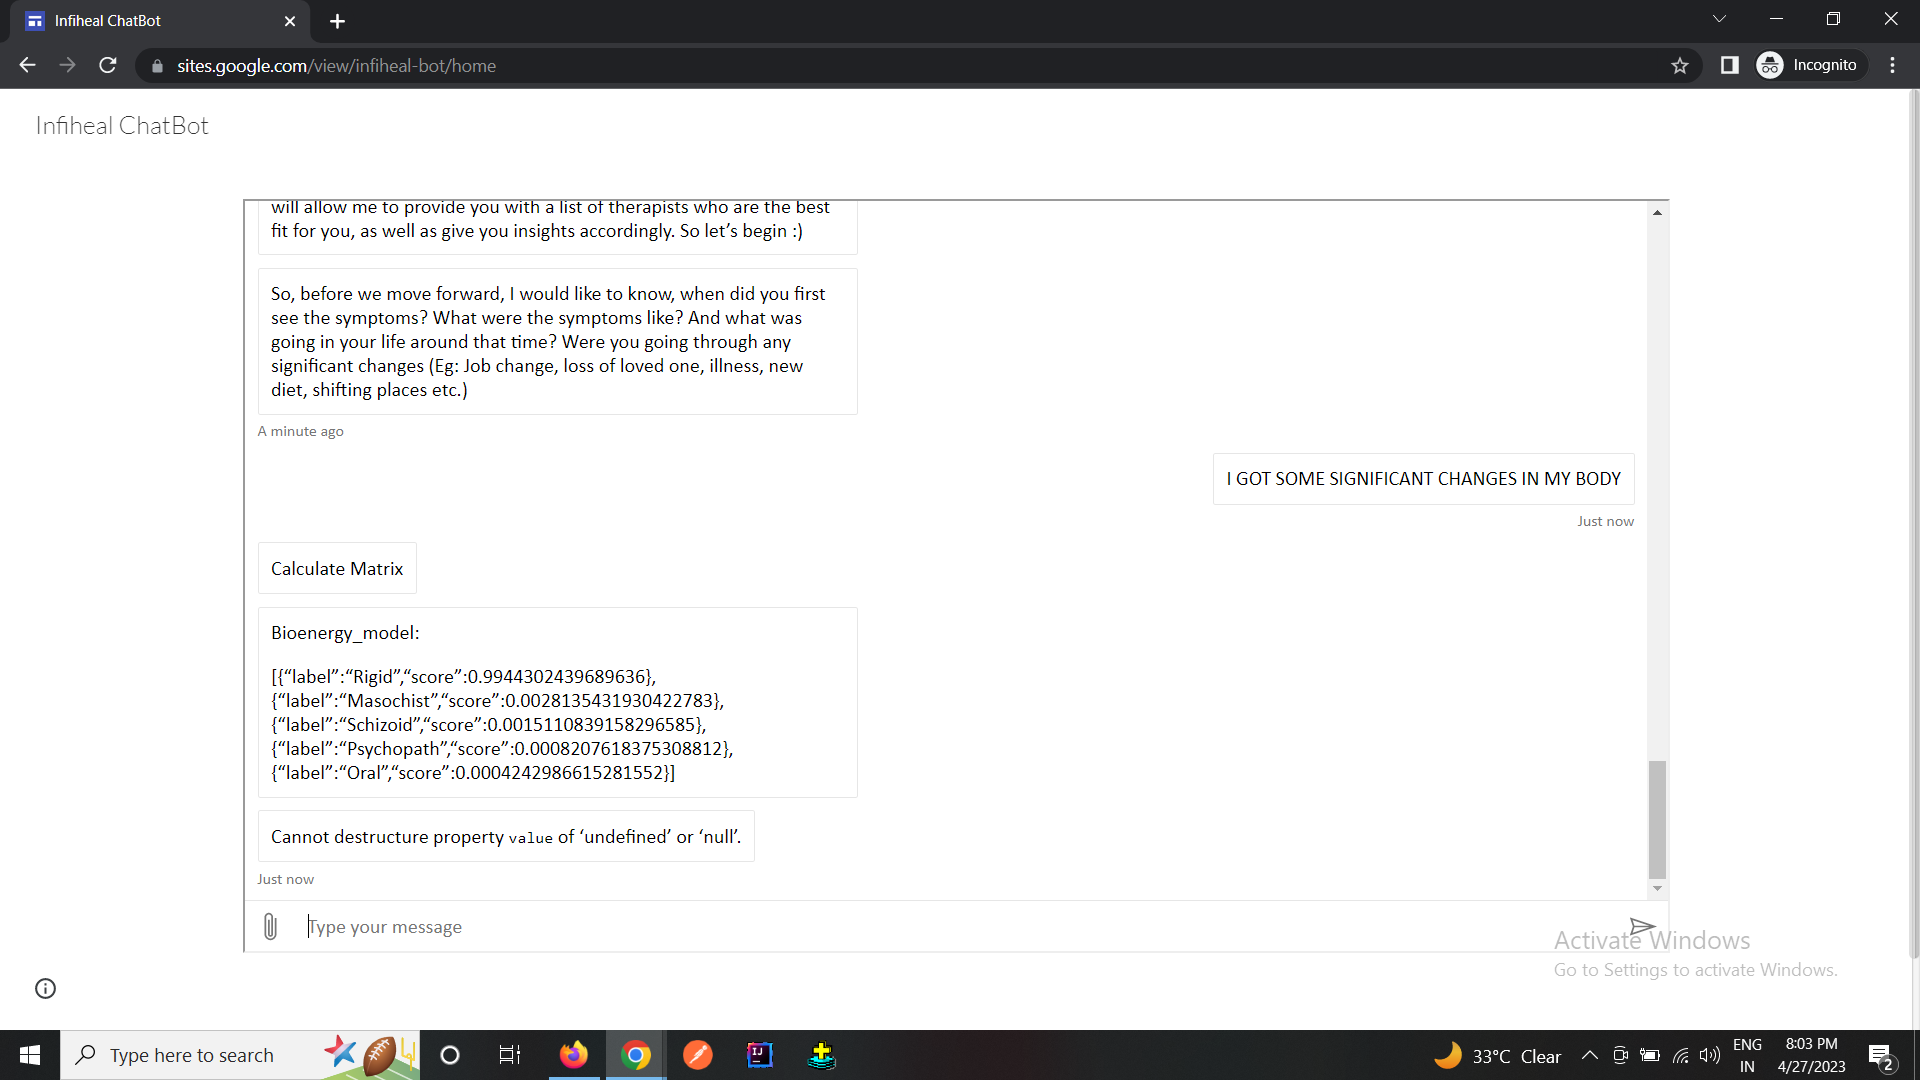 Infiheal ChatBot
sites.google.com/view/infiheal-bot/home
Incognito
Infiheal ChatBot
will allow me to provide you with a list of therapists who are the best
fit for you, as well as give you insights accordingly. So let’s begin :)
So, before we move forward, I would like to know, when did you first
see the symptoms? What were the symptoms like? And what was
going in your life around that time? Were you going through any
significant changes (Eg: Job change, loss of loved one, illness, new
diet, shifting places etc.)
A minute ago
I GOT SOME SIGNIFICANT CHANGES IN MY BODY
Just now
Calculate Matrix
Bioenergy_model:
[{“label”:“Rigid”,“score”:0.9944302439689636},
{“label”:“Masochist”,“score”:0.0028135431930422783},
{“label”:“Schizoid”,“score”:0.0015110839158296585},
{“label”:“Psychopath”,“score”:0.0008207618375308812},
{“label”:“Oral”,“score”:0.0004242986615281552}]
Cannot destructure property value of ‘undefined’ or ‘null’.
Just now
Type your message
Activate Windows
Go to Settings to activate Windows.
Type here to search
IJ
33°C Clear
ENG
IN
8:03 PM
4/27/2023
2